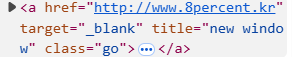 <a href="http://www.8percent.kr"
target="_blank" title="new windo
w" class="go">…</a>